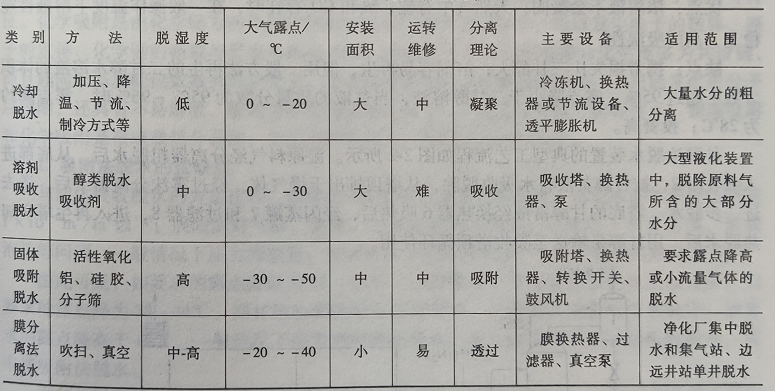 类 别 方 法 脱湿度 大气露点/℃ 安装面积 运转维修 分离理论 主要设备 适用范围
冷却脱水 加压、降温、节流、制冷方式等 低 0 ~ -20 大 中 凝聚 冷冻机、换热器或节流设备、透平膨胀机 大量水分的粗分离
溶剂吸收脱水 醇类脱水吸收剂 中 0 ~ -30 大 难 吸收 吸收塔、换热器、泵 大型液化装置中，脱除原料气所含的大部分水分
固体吸附脱水 活性氧化铝、硅胶、分子筛 高 -30 ~ -50 中 中 吸附 吸附塔、换热器、转换开关、鼓风机 要求露点降高或小流量气体的脱水
膜分离法脱水 吹扫、真空 中-高 -20 ~ -40 小 易 透过 膜换热器、过滤器、真空泵 净化厂集中脱水和集气站、边远井站单井脱水